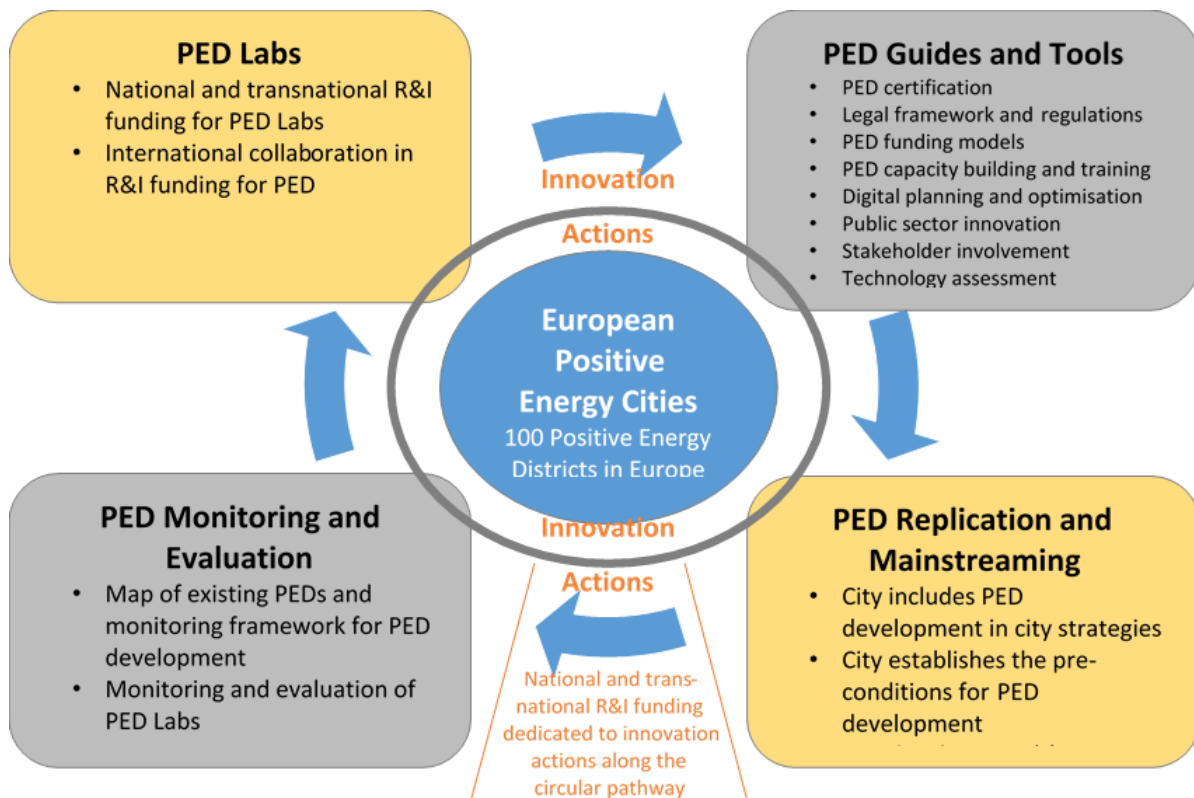 PED Labs
• National and transnational R&I
funding for PED Labs
• International collaboration in
R&I funding for PED
PED Guides and Tools
• PED certification
• Legal framework and regulations
• PED funding models
• PED capacity building and training
• Digital planning and optimisation
• Public sector innovation
• Stakeholder involvement
• Technology assessment
Innovation
Actions
European
Positive
Energy Cities
100 Positive Energy
Districts in Europe
Innovation
Actions
PED Monitoring and
Evaluation
• Map of existing PEDs and
monitoring framework for PED
development
• Monitoring and evaluation of
PED Labs
PED Replication and
Mainstreaming
• City includes PED
development in city strategies
• City establishes the pre-
conditions for PED
development
National and trans-
national R&I funding
dedicated to innovation
actions along the
circular pathway